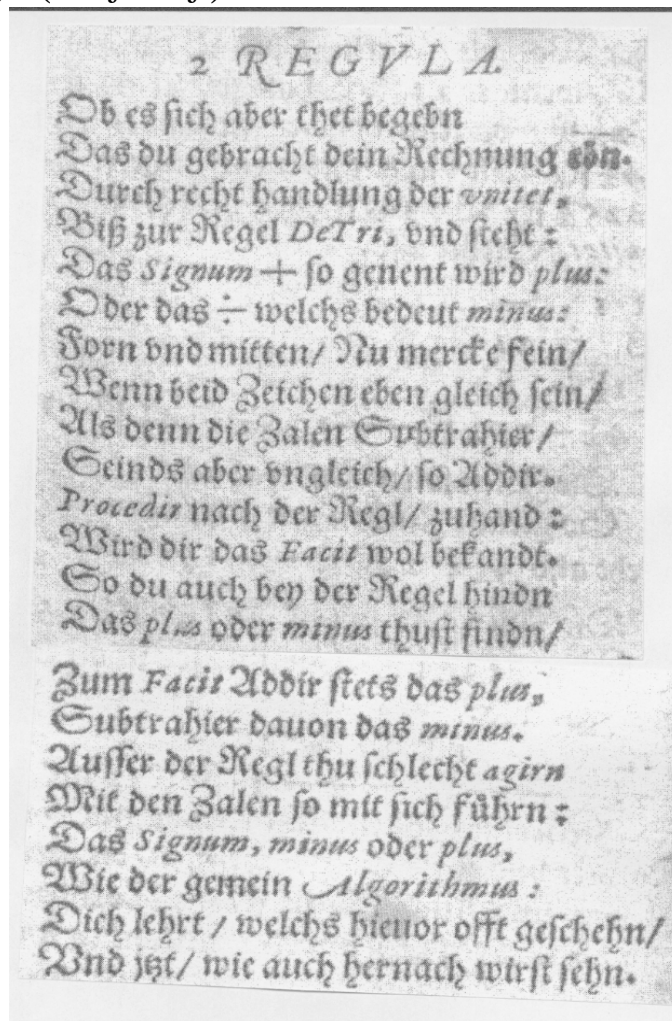 2 REGVLA.
Ob es sich aber thet begebn
Das du gebracht dein Rechnung ebn.
Durch recht handlung der vnitet,
Biß zur Regel DeTri, vnd steht:
Das Signum + so genent wird plus:
Oder das ÷ welchs bedeut minus:
Forn vnd mitten/ Nu mercke fein/
Wenn beid Zeichen eben gleich sein/
Als denn die Zalen Subtrahier/
Seinds aber vngleich/ so Addir.
Procedir nach der Regl/ zuhand:
Wird dir das Facit wol bekandt.
So du auch bey der Regel hindn
Das plus oder minus thust findn/
Zum Facit Addir stets das plus,
Subtrahier dauon das minus.
Ausser der Regl thu schlecht agirn
Mit den Zalen so mit sich führn:
Das Signum, minus oder plus,
Wie der gemein Algorithmus:
Dich lehrt / welchs hieuor offt geschehn/
Vnd jtzt/ wie auch hernach wirst sehn.